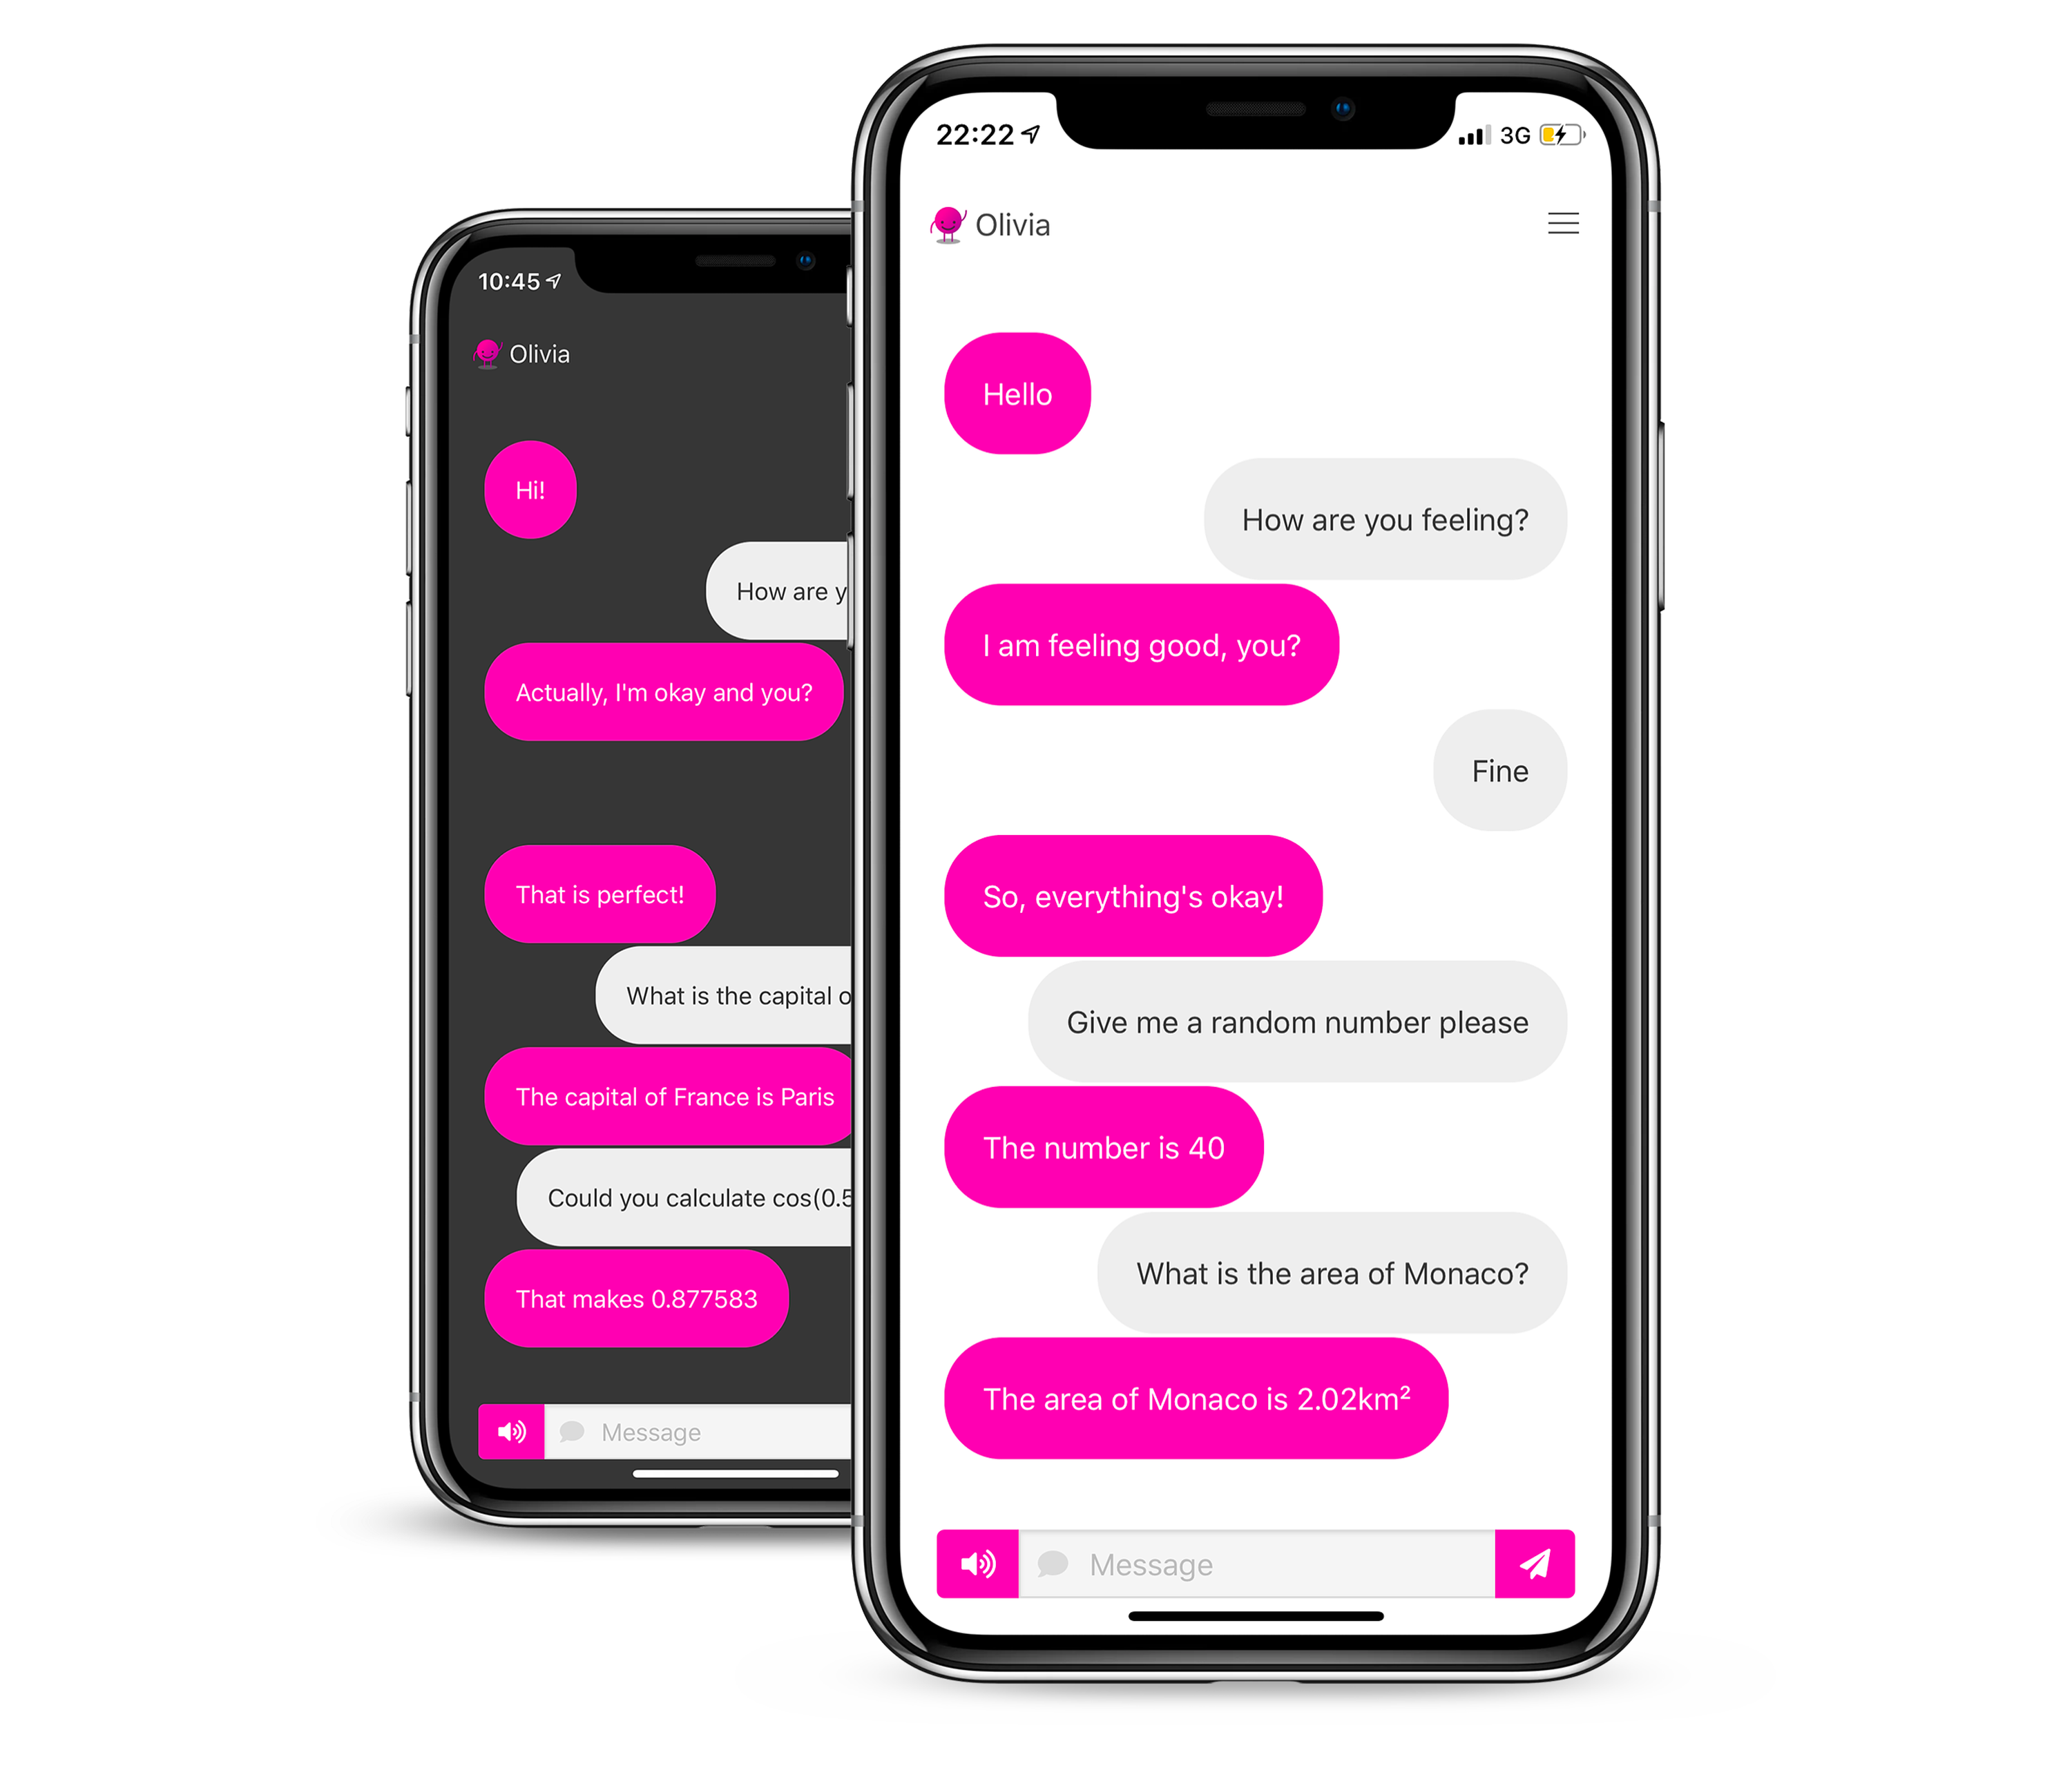 10:45
Olivia
Hi!
How are y
Actually, I'm okay and you?
That is perfect!
What is the capital o
The capital of France is Paris
Could you calculate cos(0.5
That makes 0.877583
Message
22:22
3G
Olivia
Hello
How are you feeling?
I am feeling good, you?
Fine
So, everything's okay!
Give me a random number please
The number is 40
What is the area of Monaco?
The area of Monaco is 2.02km²
Message